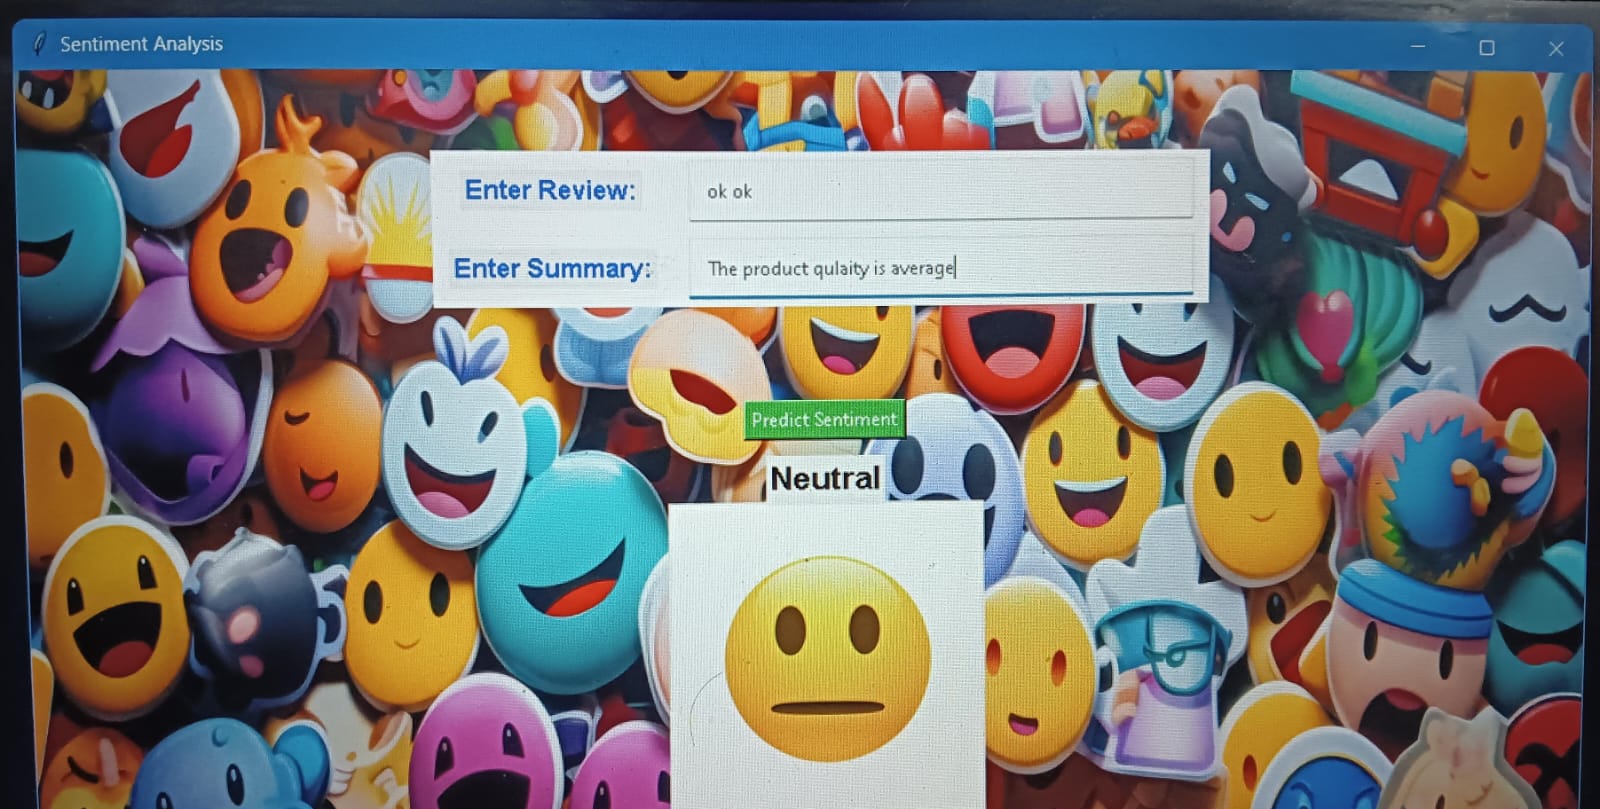 Sentiment Analysis
Enter Review: ok ok
Enter Summary: The product qulaity is average
Predict Sentiment
Neutral